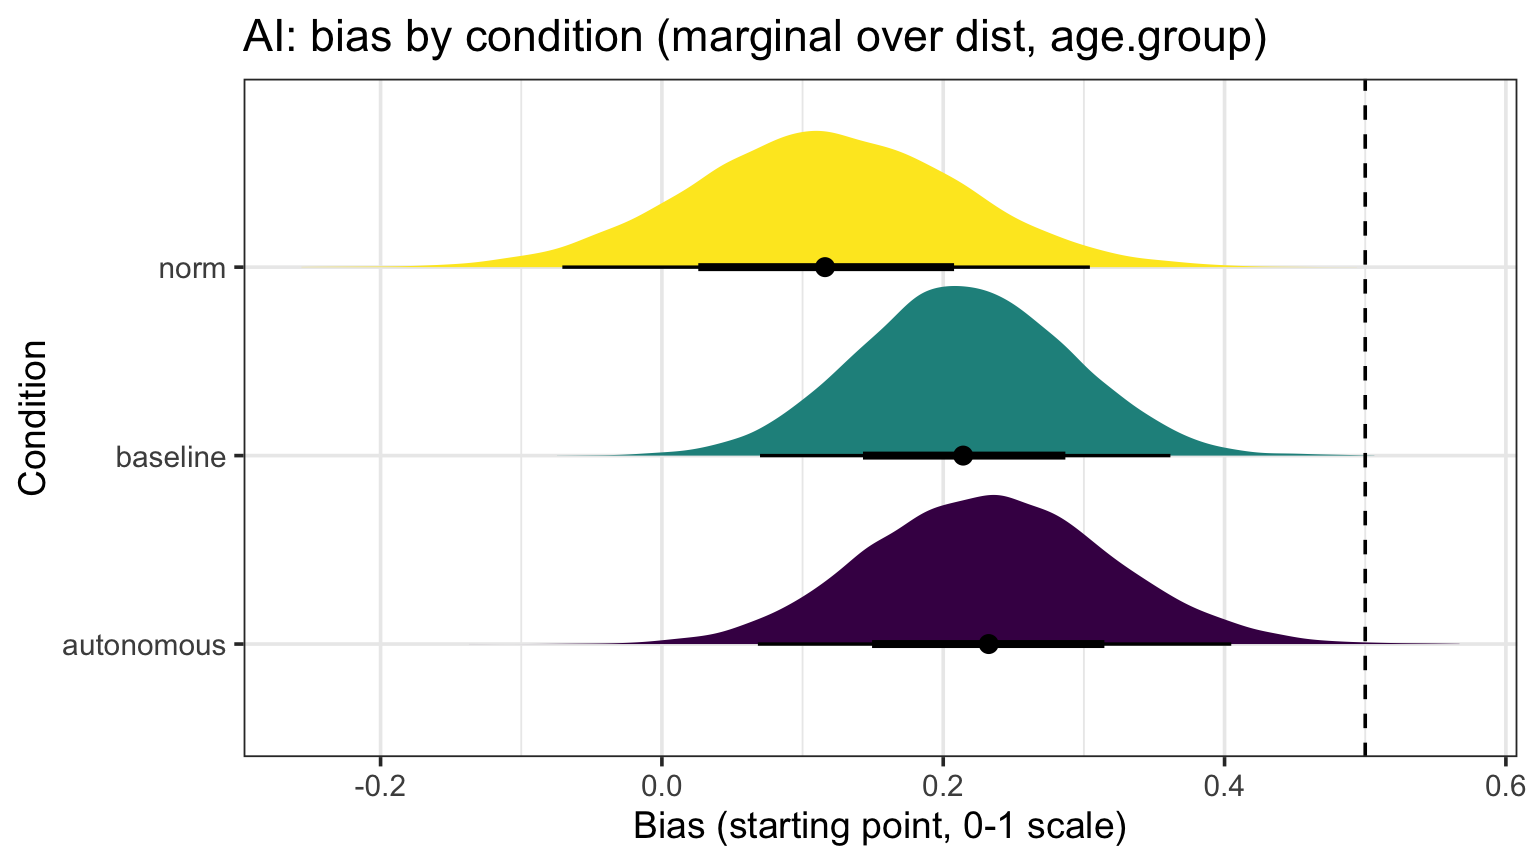 AI: bias by condition (marginal over dist, age.group)
Condition
norm
baseline
autonomous
-0.2
0.0
0.2
0.4
0.6
Bias (starting point, 0-1 scale)